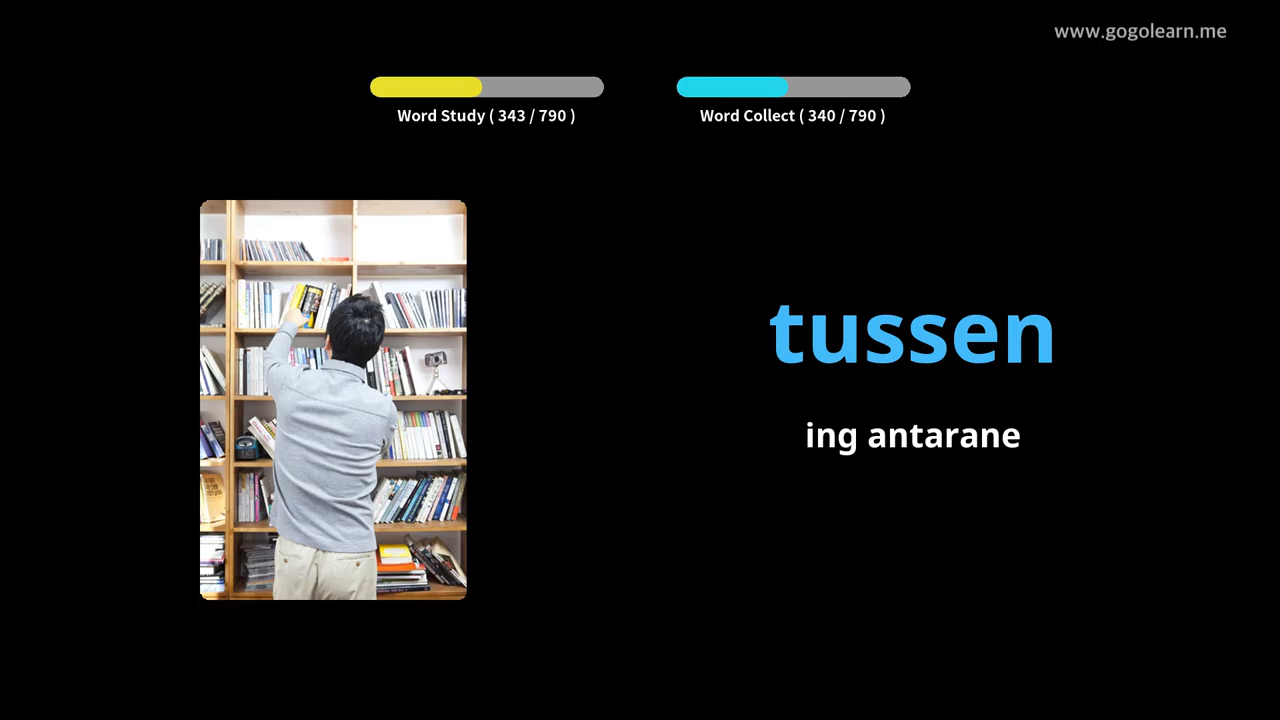 www.gogolearn.me
Word Study ( 343 / 790 )
Word Collect ( 340 / 790 )
tussen
ing antarane